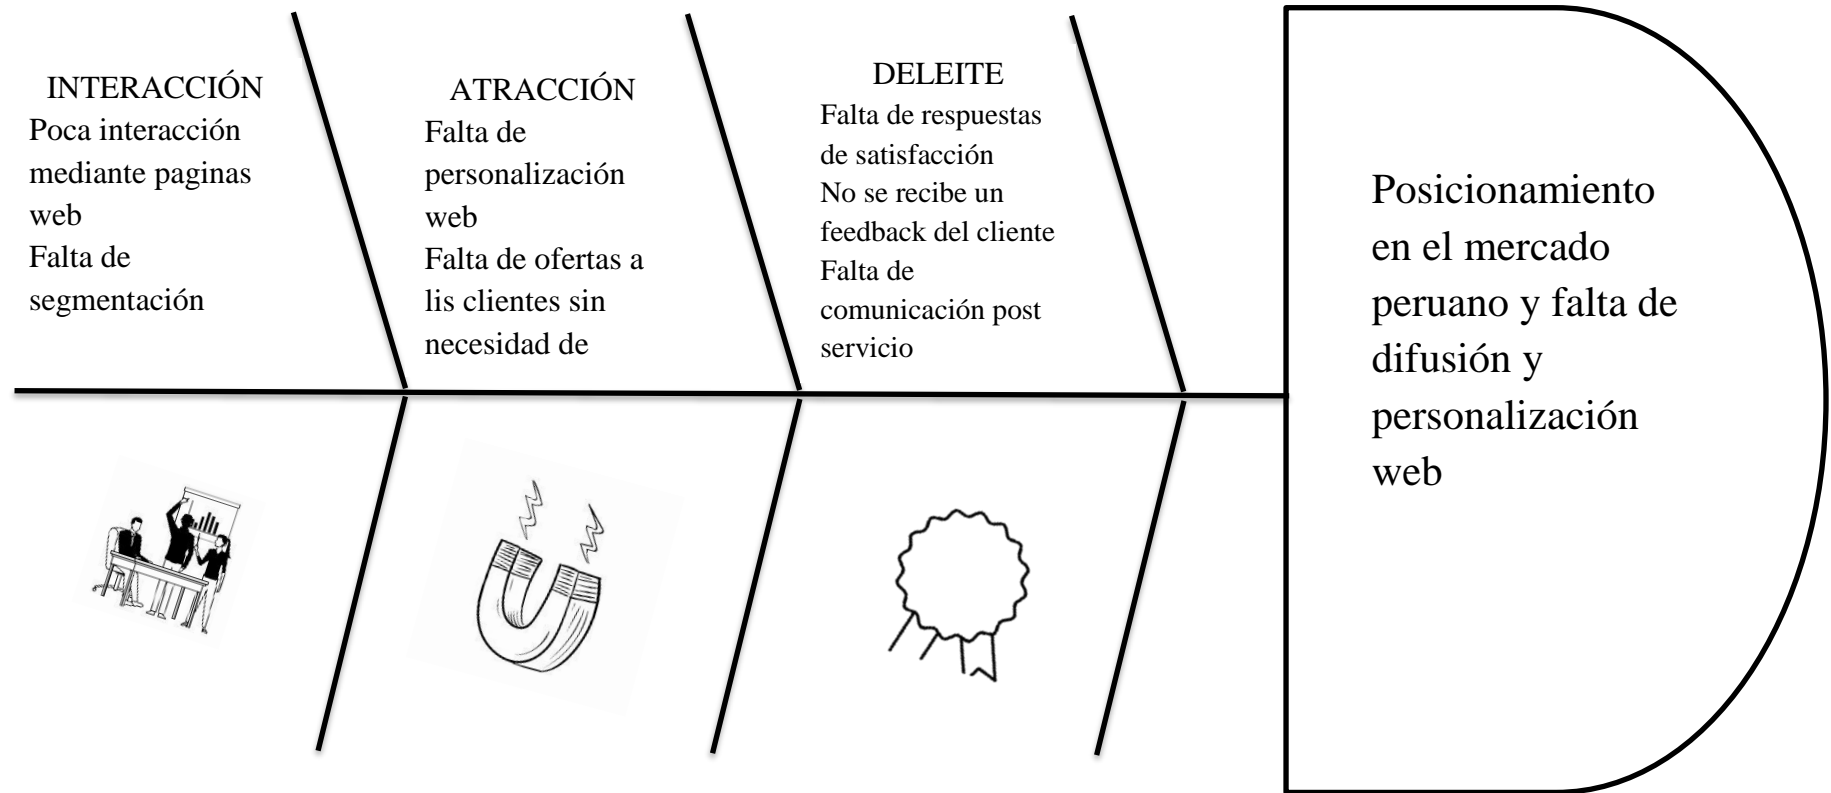 INTERACCIÓN
Poca interacción
mediante paginas
web
Falta de
segmentación
ATRACCIÓN
Falta de
personalización
web
Falta de ofertas a
lis clientes sin
necesidad de
DELEITE
Falta de respuestas
de satisfacción
No se recibe un
feedback del cliente
Falta de
comunicación post
servicio
Posicionamiento
en el mercado
peruano y falta de
difusión y
personalización
web